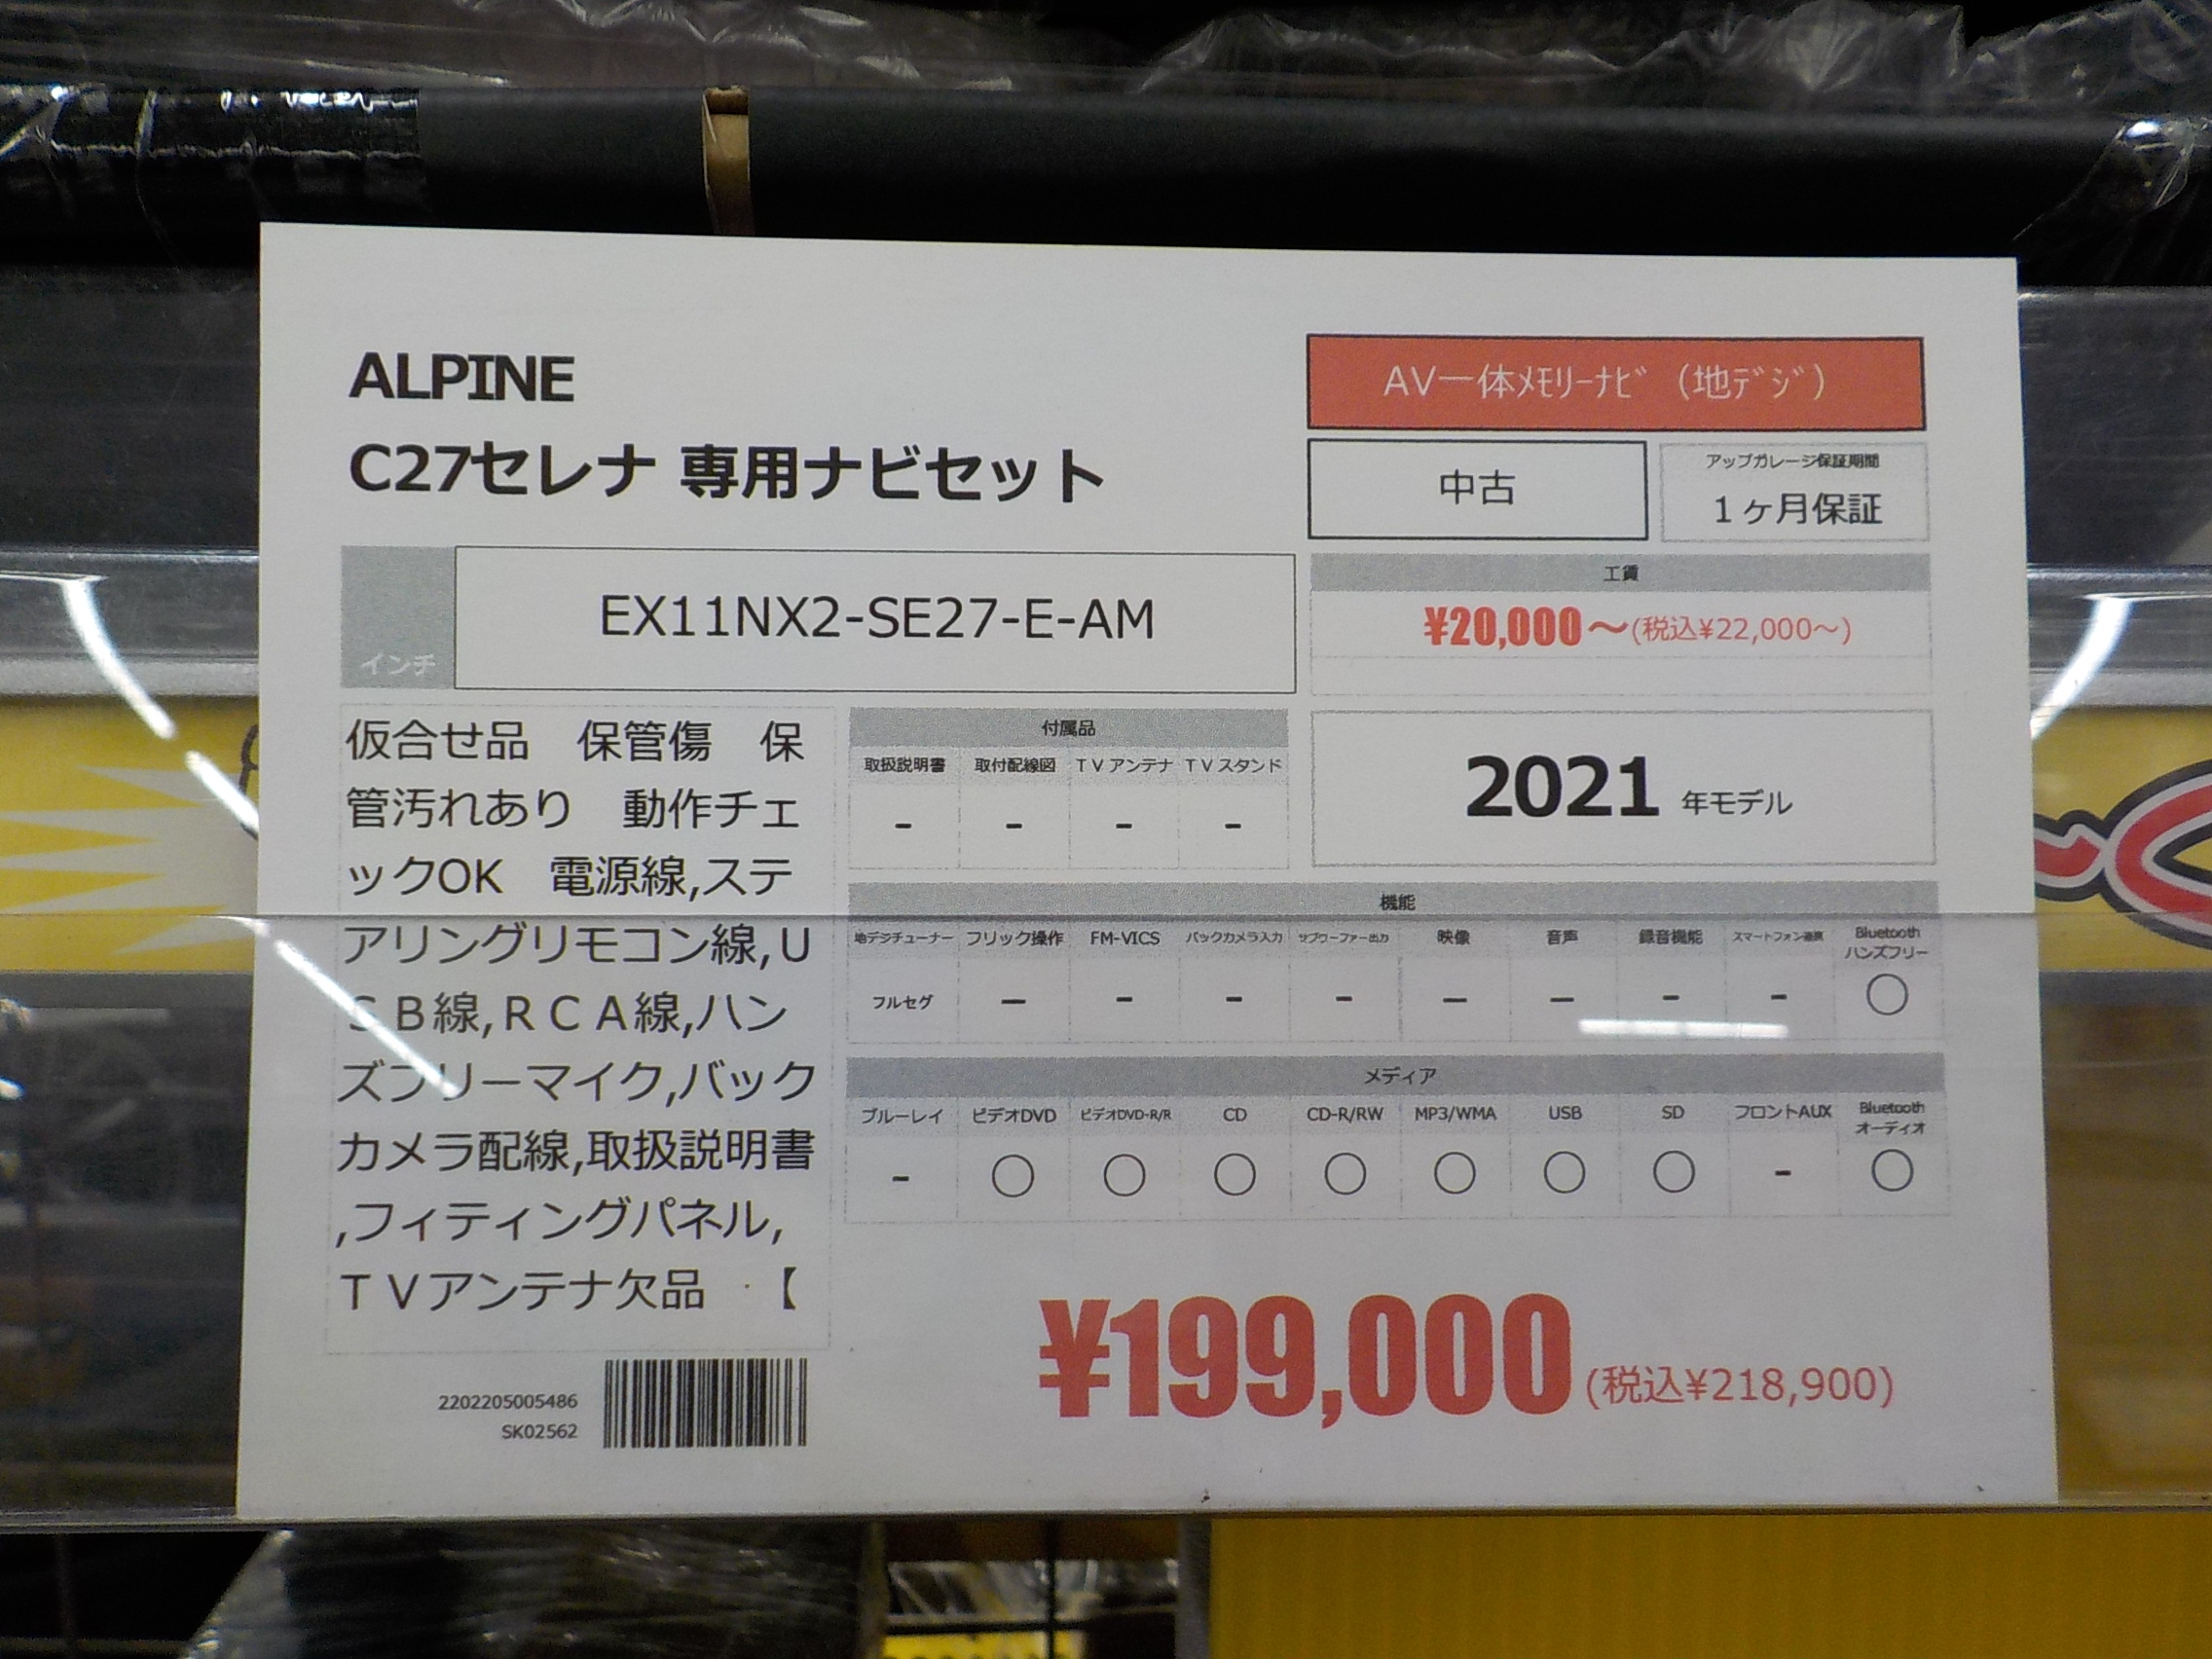 ALPINE
C27セレナ 専用ナビセット
AV一体ﾒﾓﾘｰﾅﾋﾞ（地ﾃﾞｼﾞ）
中古
アップガレージ保証期間
1ヶ月保証
インチ
EX11NX2-SE27-E-AM
工賃
¥20,000～(税込¥22,000～)
仮合せ品　保管傷　保
管汚れあり　動作チェ
ックOK　電源線,ステ
アリングリモコン線,Ｕ
ＳＢ線,ＲＣＡ線,ハン
ズフリーマイク,バック
カメラ配線,取扱説明書
,フィティングパネル,
ＴＶアンテナ欠品　【
付属品
取扱説明書 取付配線図 ＴＶアンテナ ＴＶスタンド
- - - -
2021 年モデル
機能
地デジチューナー フリック操作 FM-VICS バックカメラ入力 サブウーファー出力 映像 音声 録音機能 スマートフォン連携 Bluetooth
ハンズフリー
フルセグ - - - - - - - - ○
メディア
ブルーレイ ビデオDVD ビデオDVD-R/R CD CD-R/RW MP3/WMA USB SD フロントAUX Bluetooth
オーディオ
- ○ ○ ○ ○ ○ ○ ○ - ○
¥199,000(税込¥218,900)
2202205005486
SK02562